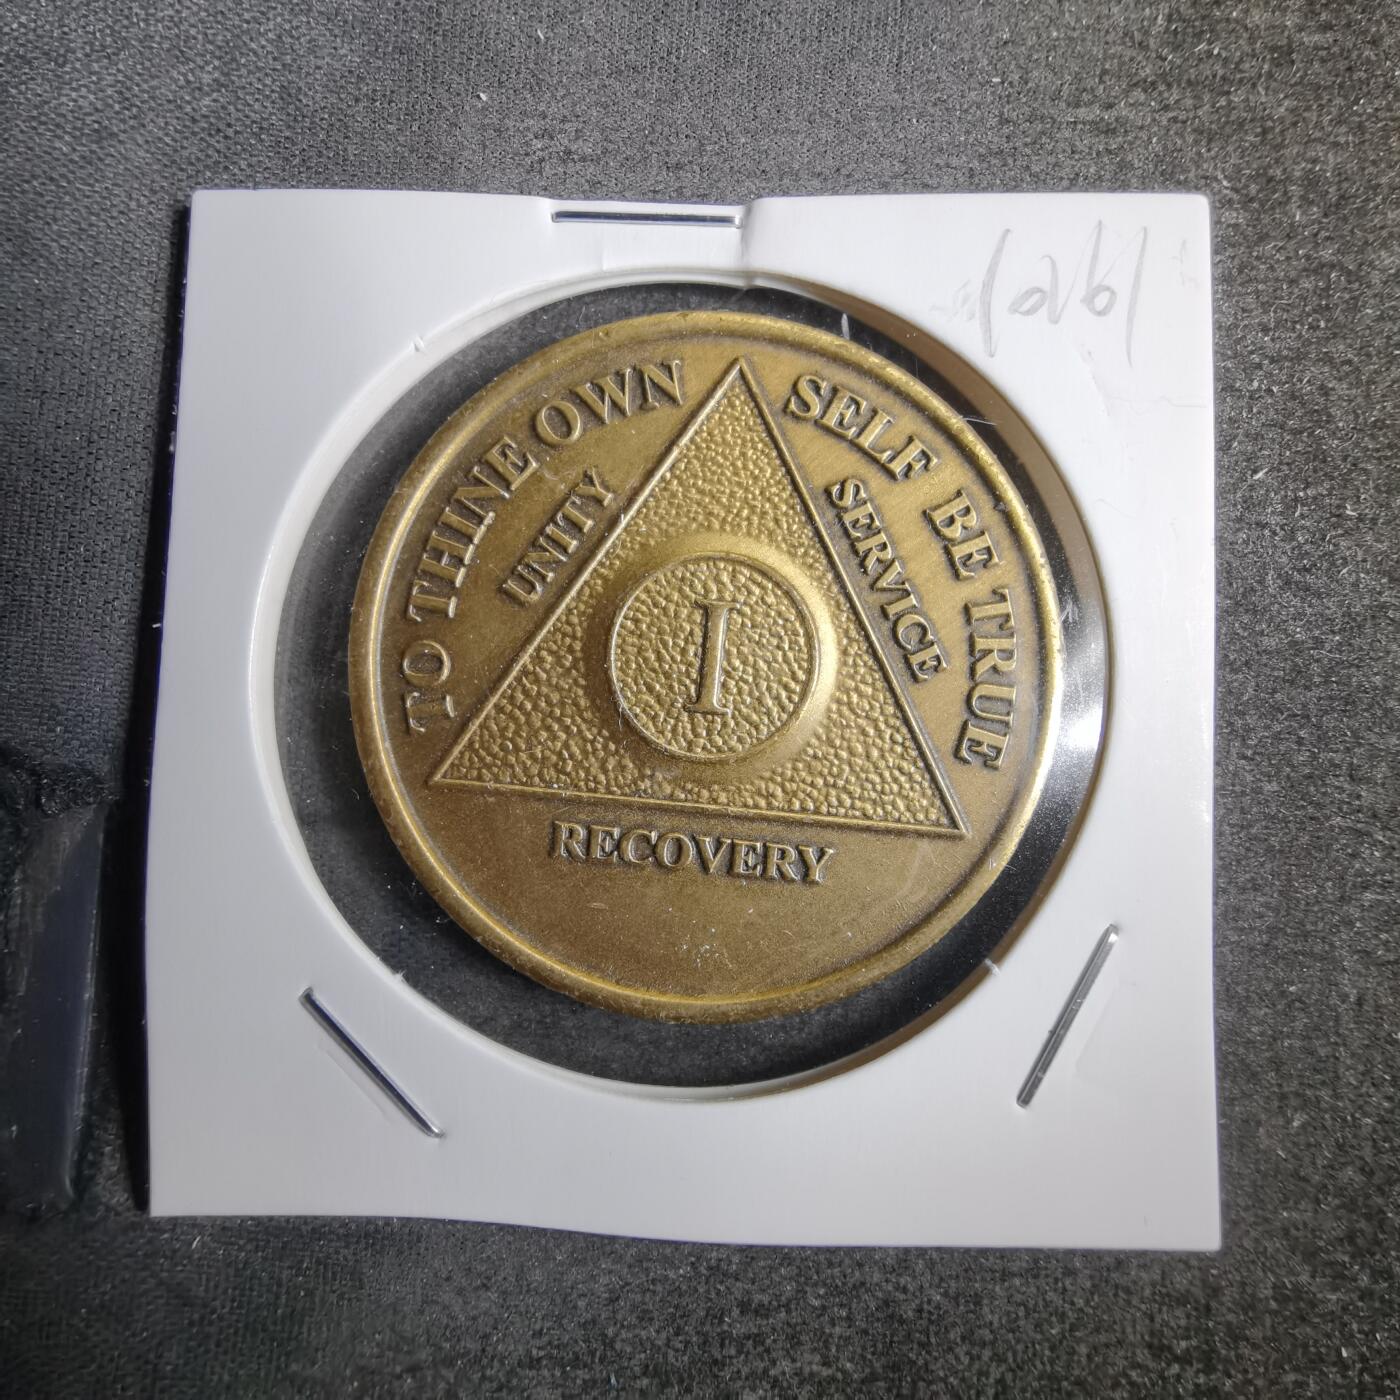 TO THINE OWN SELF BE TRUE
UNITY
SERVICE
I
RECOVERY